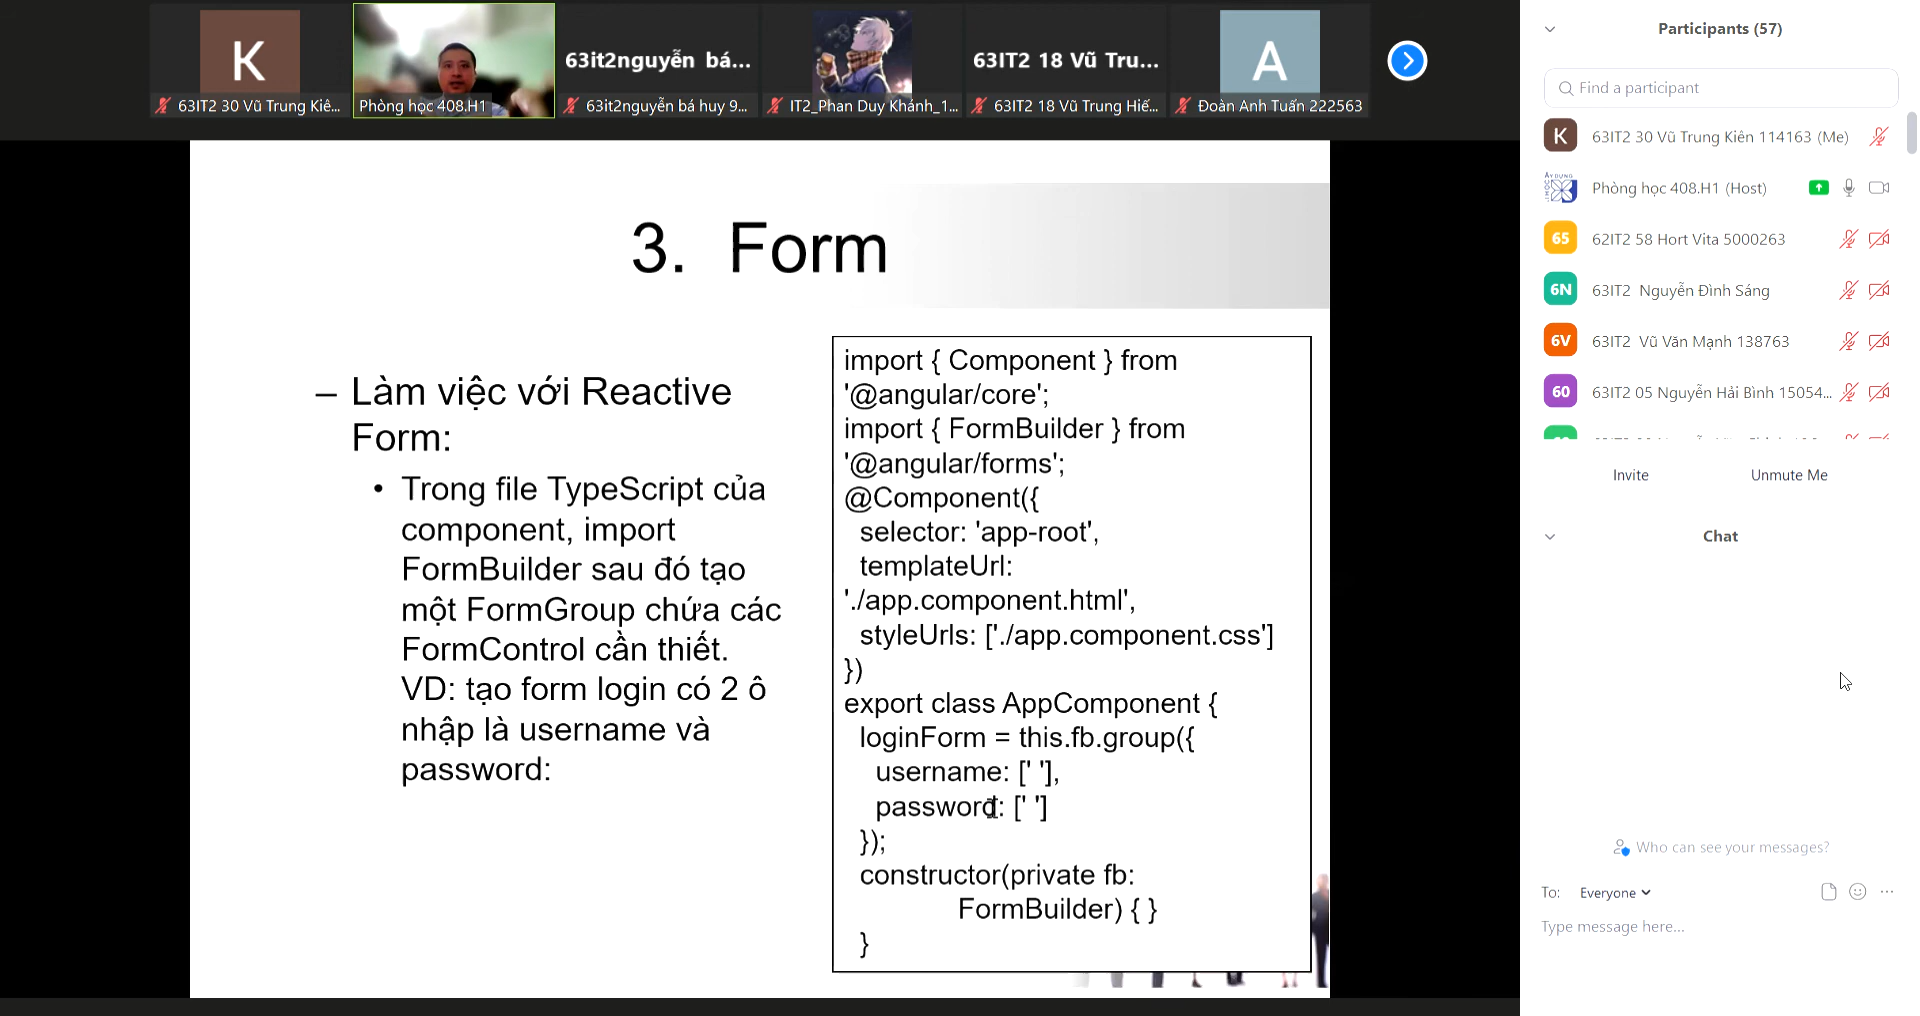 K
63IT2 30 Vũ Trung Kiê...
Phòng học 408.H1
63it2nguyễn bá...
63it2nguyễn bá huy 9...
IT2_Phan Duy Khánh_1...
63IT2 18 Vũ Tru...
63IT2 18 Vũ Trung Hiế...
A
Đoàn Anh Tuấn 222563
3. Form
– Làm việc với Reactive
Form:
• Trong file TypeScript của
component, import
FormBuilder sau đó tạo
một FormGroup chứa các
FormControl cần thiết.
VD: tạo form login có 2 ô
nhập là username và
password:
import { Component } from
'@angular/core';
import { FormBuilder } from
'@angular/forms';
@Component({
selector: 'app-root',
templateUrl:
'./app.component.html',
styleUrls: ['./app.component.css']
})
export class AppComponent {
loginForm = this.fb.group({
username: [' '],
password: [' ']
});
constructor(private fb:
FormBuilder) { }
}
Participants (57)
Find a participant
K
63IT2 30 Vũ Trung Kiên 114163 (Me)
Phòng học 408.H1 (Host)
65
62IT2 58 Hort Vita 5000263
6N
63IT2 Nguyễn Đình Sáng
6V
63IT2 Vũ Văn Mạnh 138763
60
63IT2 05 Nguyễn Hải Bình 15054...
Invite
Unmute Me
Chat
Who can see your messages?
To: Everyone
Type message here...